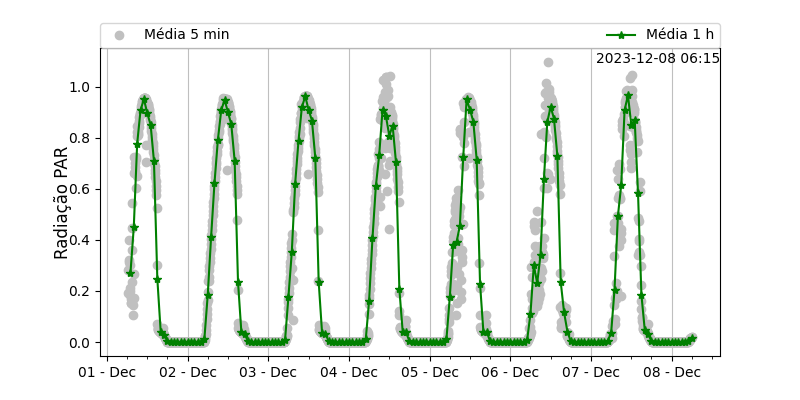 Média 5 min
Média 1 h
2023-12-08 06:15
Radiação PAR
1.0
0.8
0.6
0.4
0.2
0.0
01 - Dec
02 - Dec
03 - Dec
04 - Dec
05 - Dec
06 - Dec
07 - Dec
08 - Dec